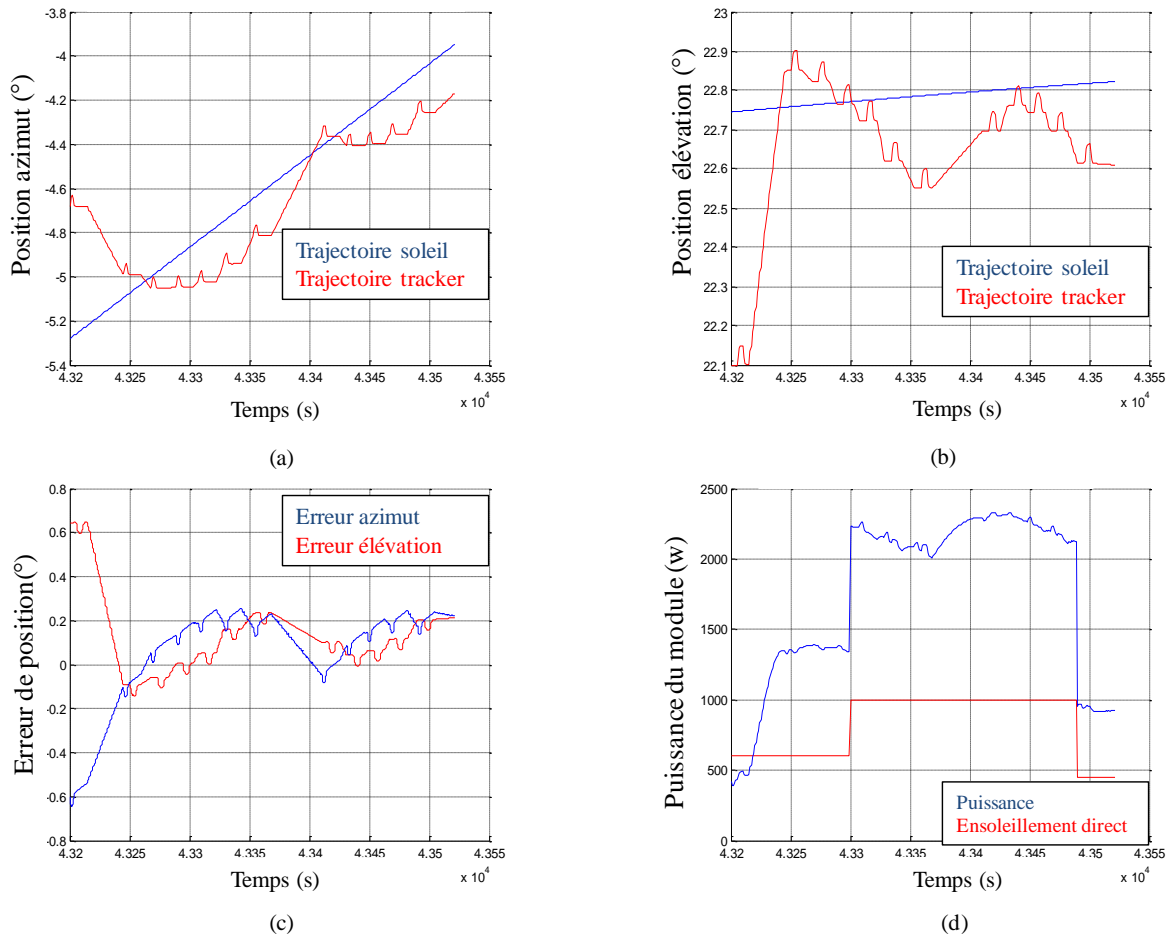 -3.8
-4
-4.2
-4.4
-4.6
-4.8
-5
-5.2
-5.4
Position azimut (°)
Trajectoire soleil
Trajectoire tracker
4.32 4.325 4.33 4.335 4.34 4.345 4.35 4.355
x 10^4
Temps (s)
(a)
23
22.9
22.8
22.7
22.6
22.5
22.4
22.3
22.2
22.1
Position élévation (°)
Trajectoire soleil
Trajectoire tracker
4.32 4.325 4.33 4.335 4.34 4.345 4.35 4.355
x 10^4
Temps (s)
(b)
0.8
0.6
0.4
0.2
0
-0.2
-0.4
-0.6
-0.8
Erreur de position(°)
Erreur azimut
Erreur élévation
4.32 4.325 4.33 4.335 4.34 4.345 4.35 4.355
x 10^4
Temps (s)
(c)
2500
2000
1500
1000
500
0
Puissance du module (w)
Puissance
Ensoleillement direct
4.32 4.325 4.33 4.335 4.34 4.345 4.35 4.355
x 10^4
Temps (s)
(d)